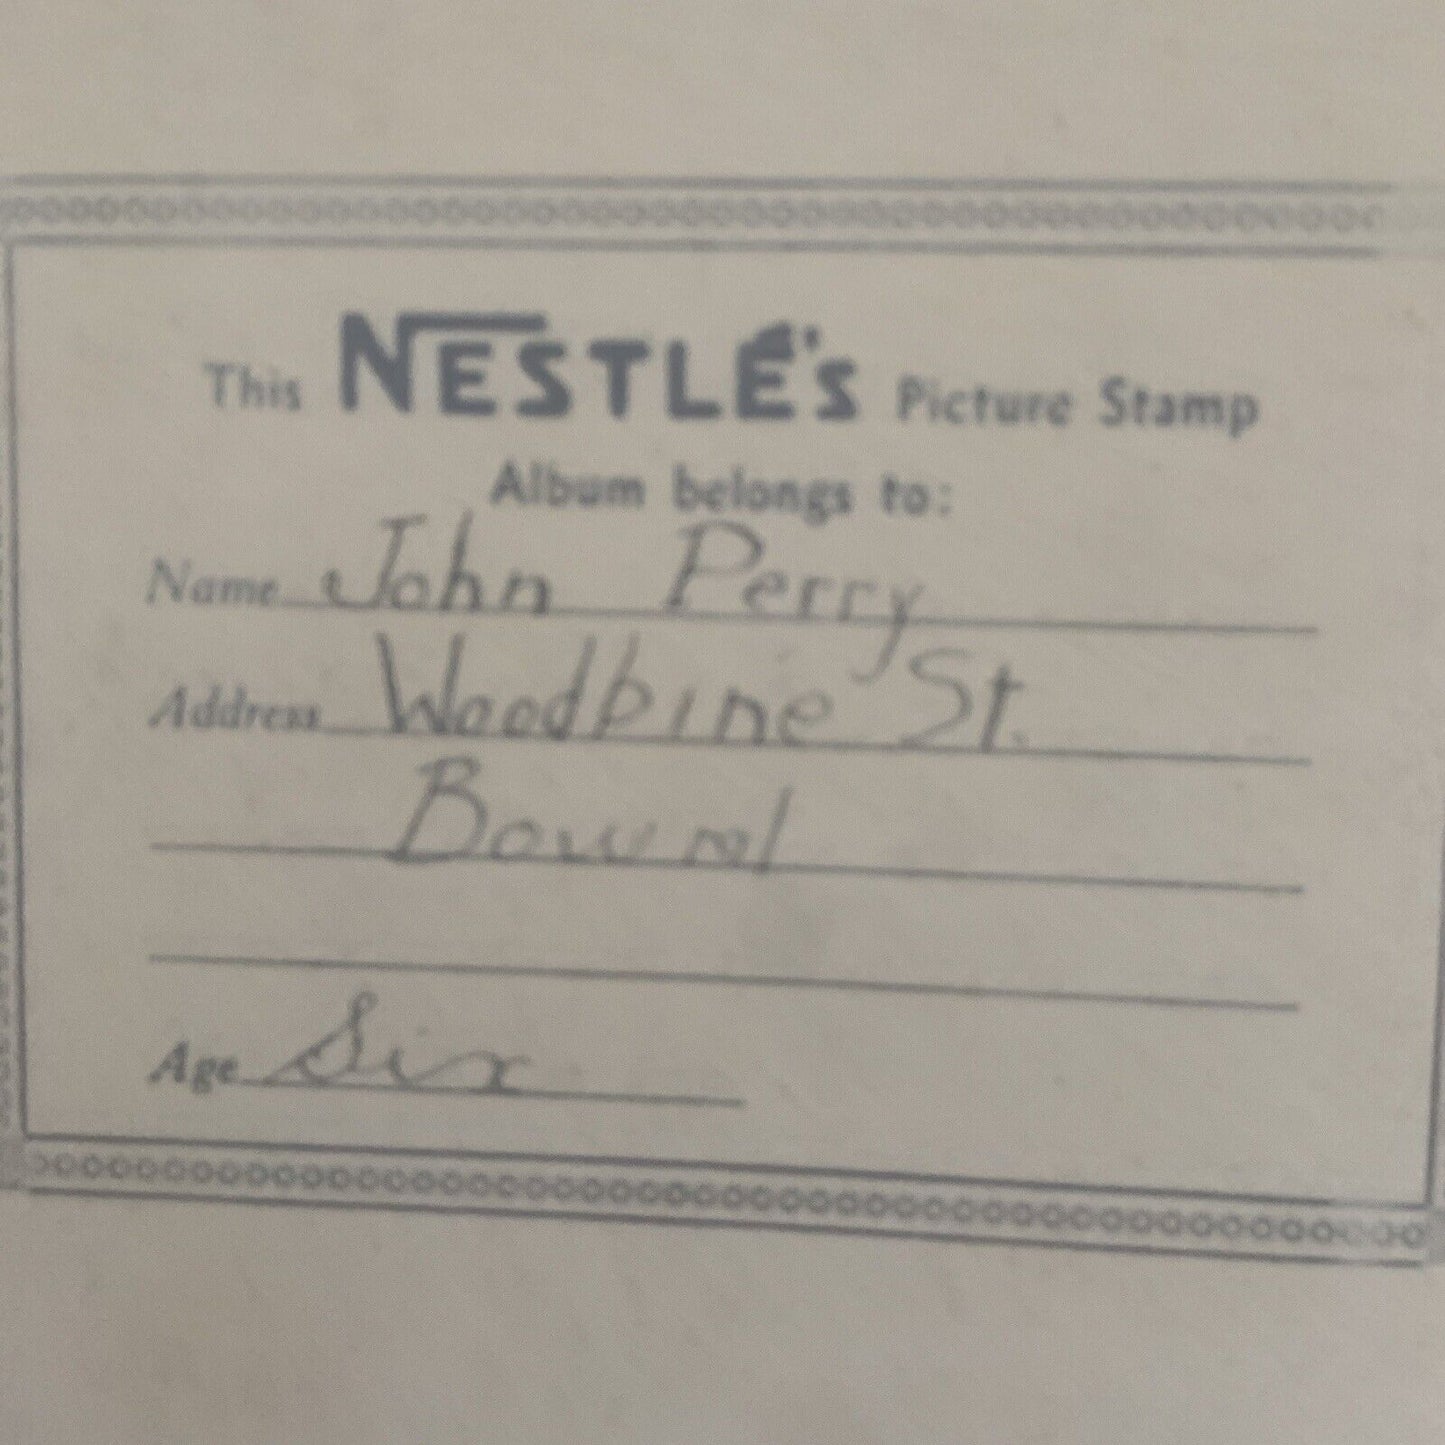 This NESTLÉ's Picture Stamp
Album belongs to:
Name John Perry
Address Woodbine St.
Bowral
Age Six